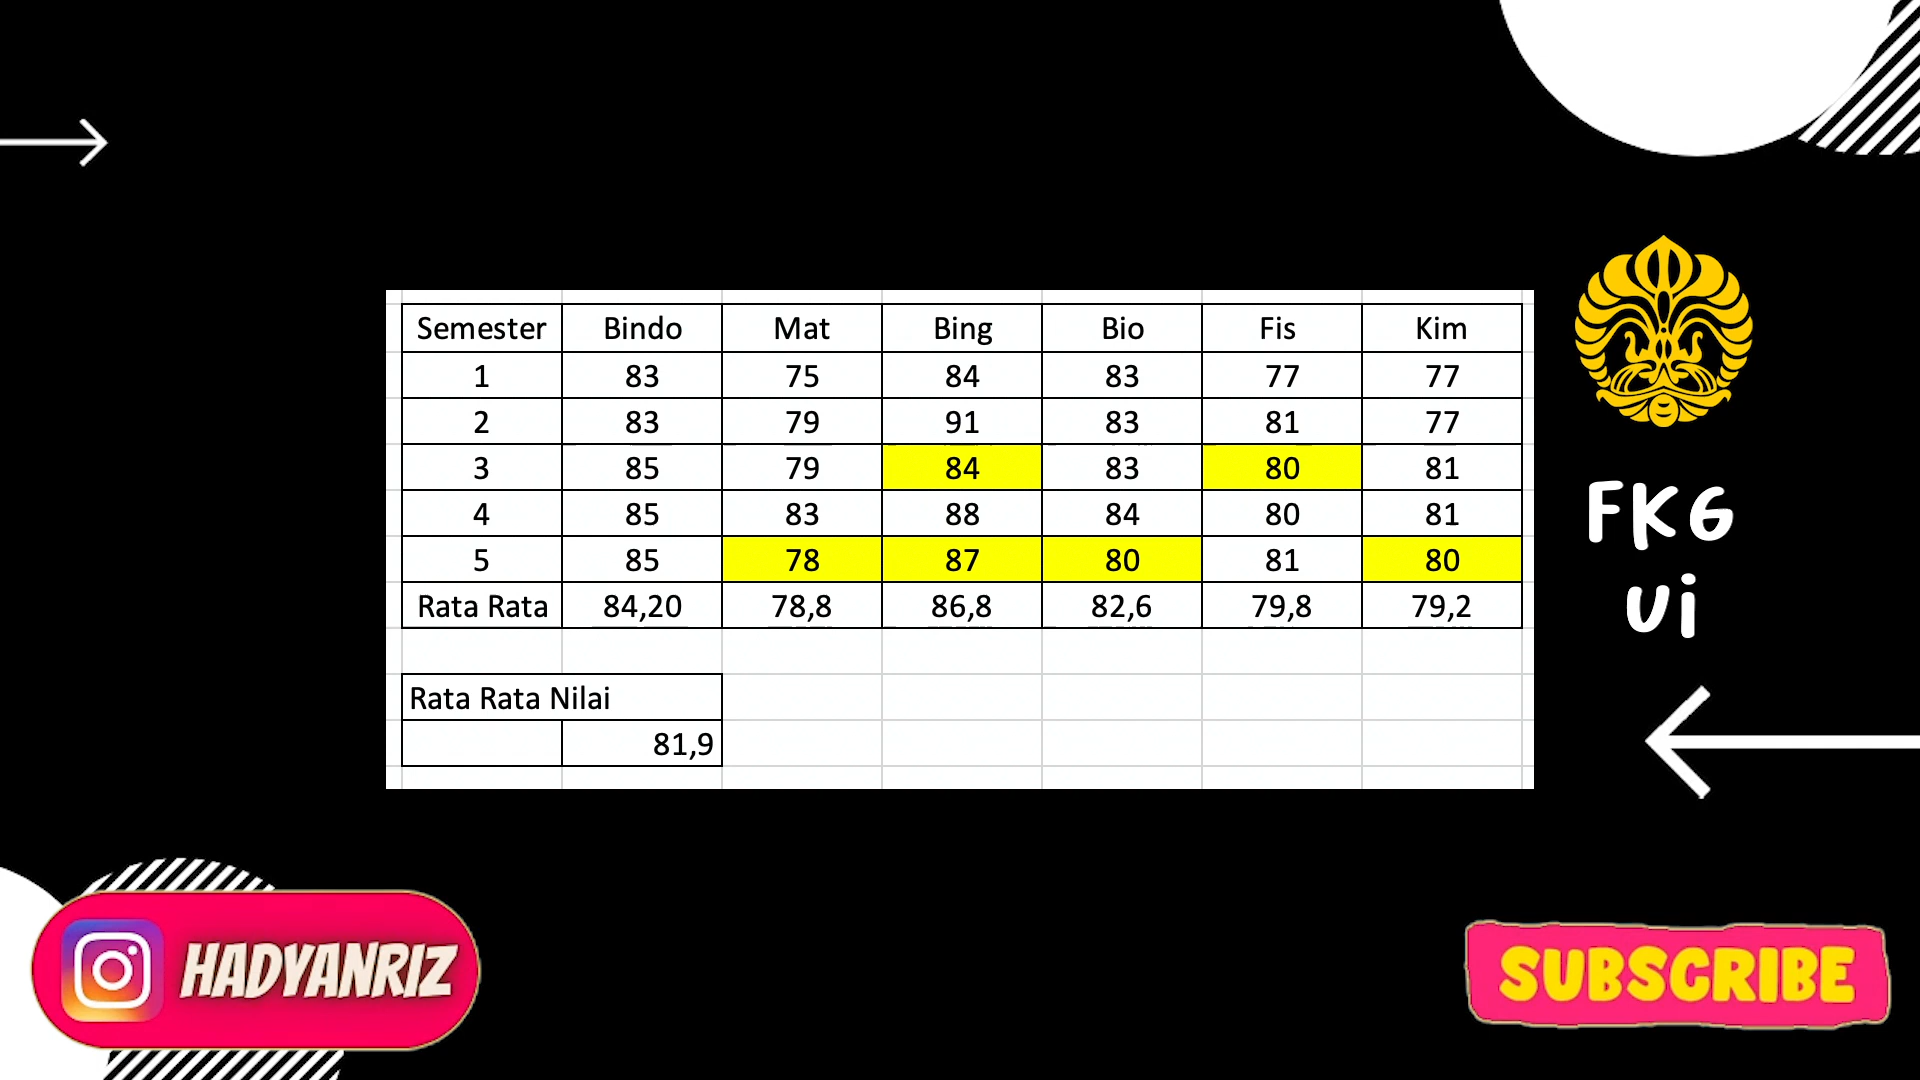 Semester Bindo Mat Bing Bio Fis Kim
1 83 75 84 83 77 77
2 83 79 91 83 81 77
3 85 79 84 83 80 81
4 85 83 88 84 80 81
5 85 78 87 80 81 80
Rata Rata 84,20 78,8 86,8 82,6 79,8 79,2
Rata Rata Nilai
81,9
FKG
Ui
HADYANRIZ
SUBSCRIBE